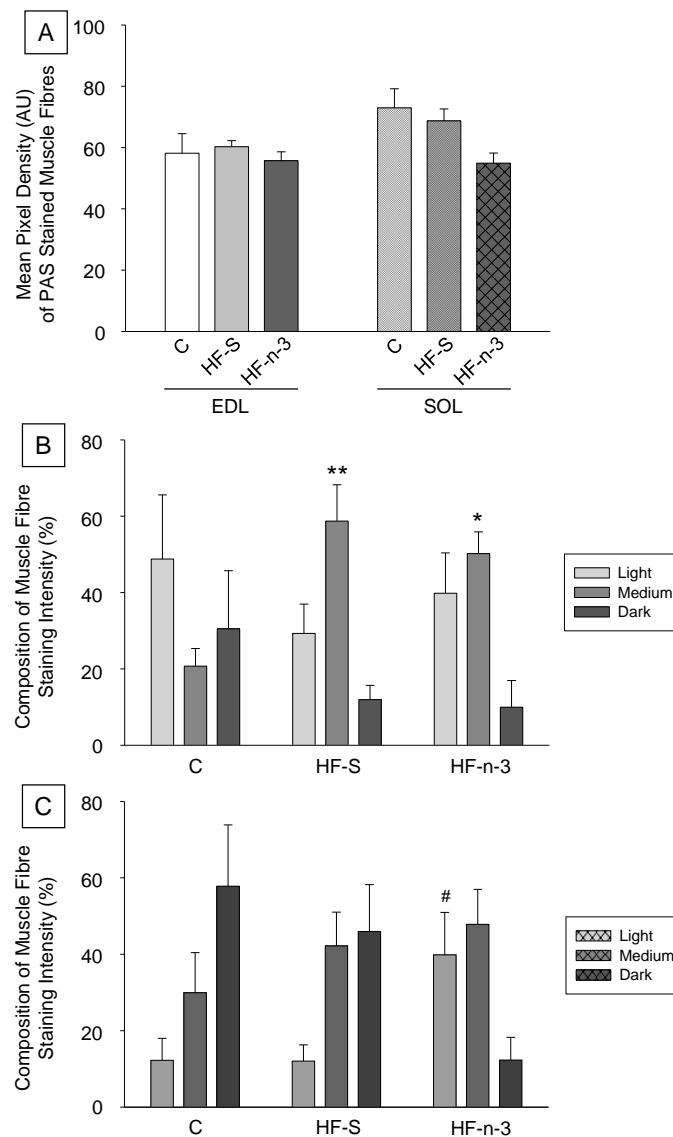 A
Mean Pixel Density (AU)
of PAS Stained Muscle Fibres
100
80
60
40
20
0
C
HF-S
HF-n-3
C
HF-S
HF-n-3
EDL
SOL
B
Composition of Muscle Fibre
Staining Intensity (%)
80
60
40
20
0
**
*
C
HF-S
HF-n-3
Light
Medium
Dark
C
Composition of Muscle Fibre
Staining Intensity (%)
80
60
40
20
0
#
C
HF-S
HF-n-3
Light
Medium
Dark